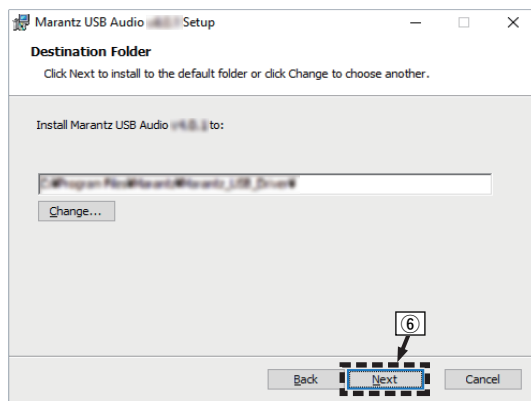 Marantz USB Audio Setup
Destination Folder
Click Next to install to the default folder or click Change to choose another.
Install Marantz USB Audio to:
Change...
⑥
Back
Next
Cancel